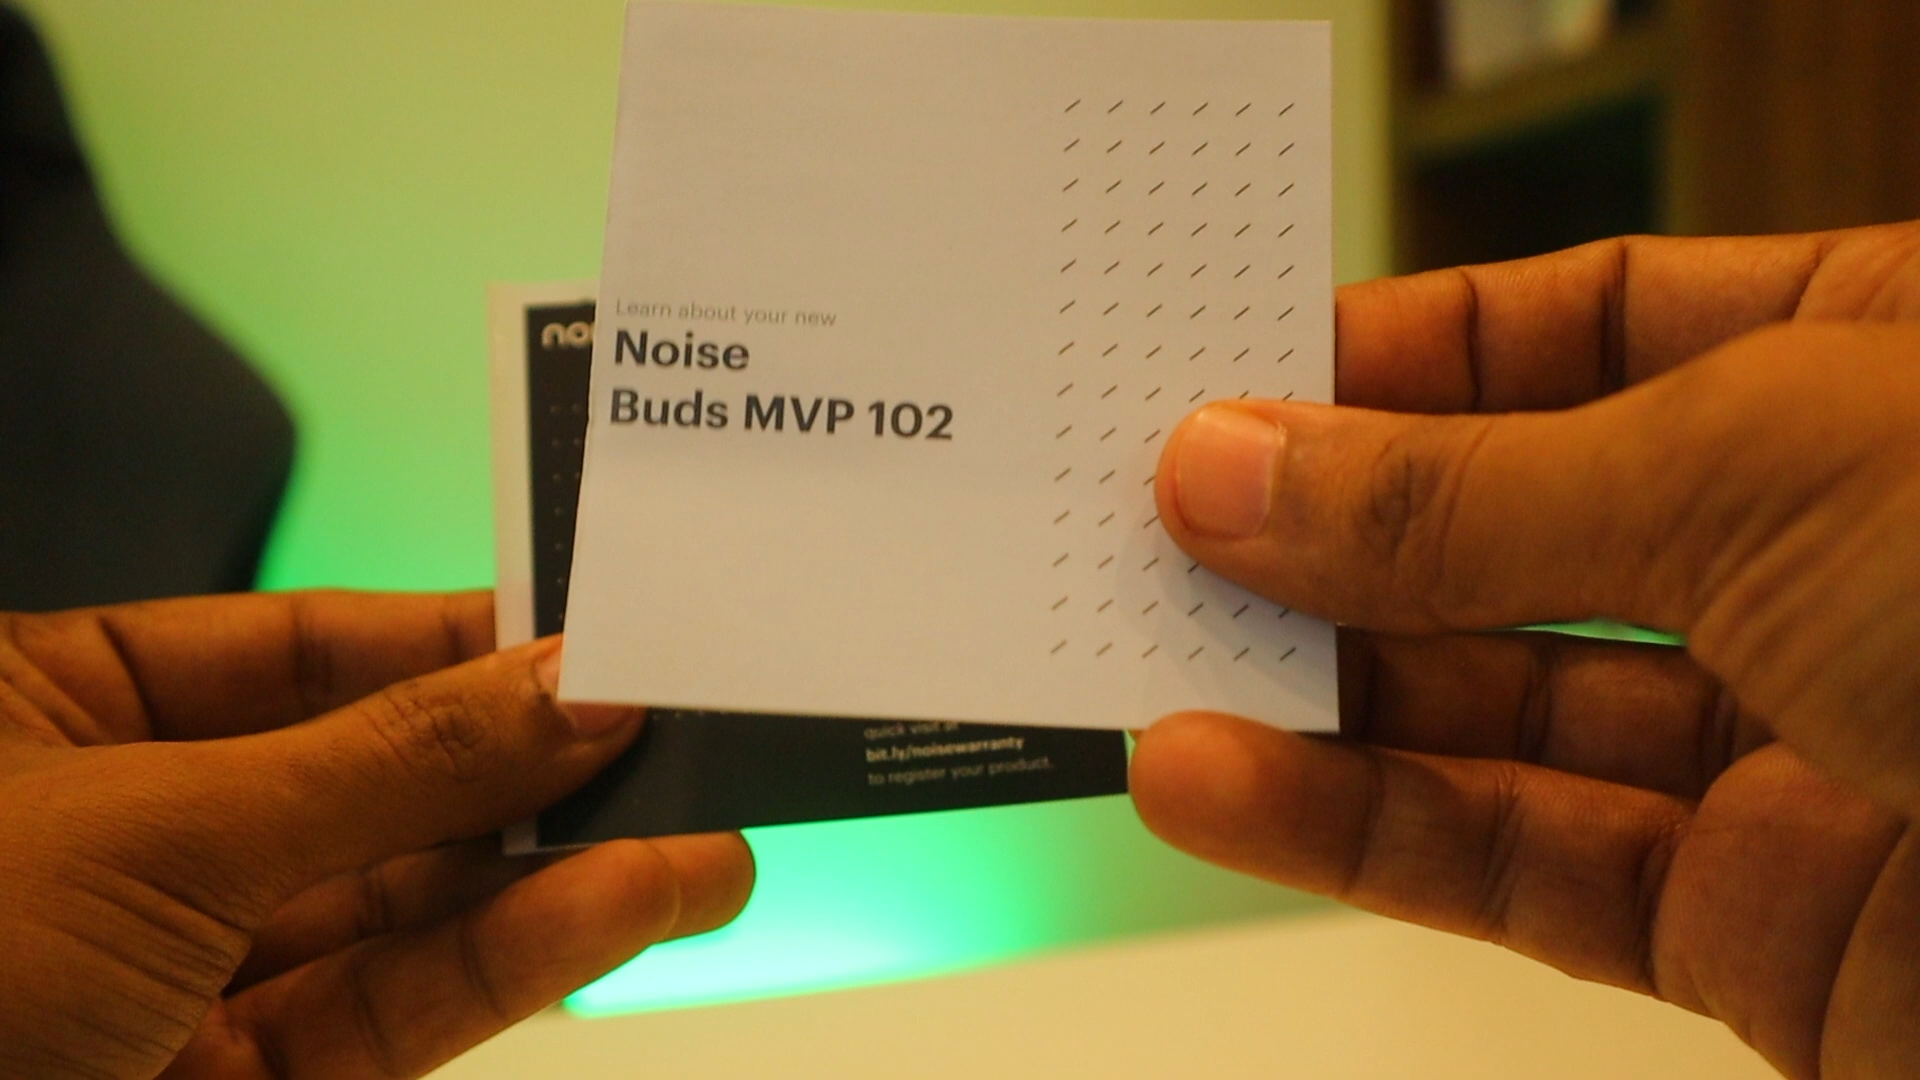 Learn about your new
Noise
Buds MVP 102
quick visit at
bit.ly/noisewarranty
to register your product.